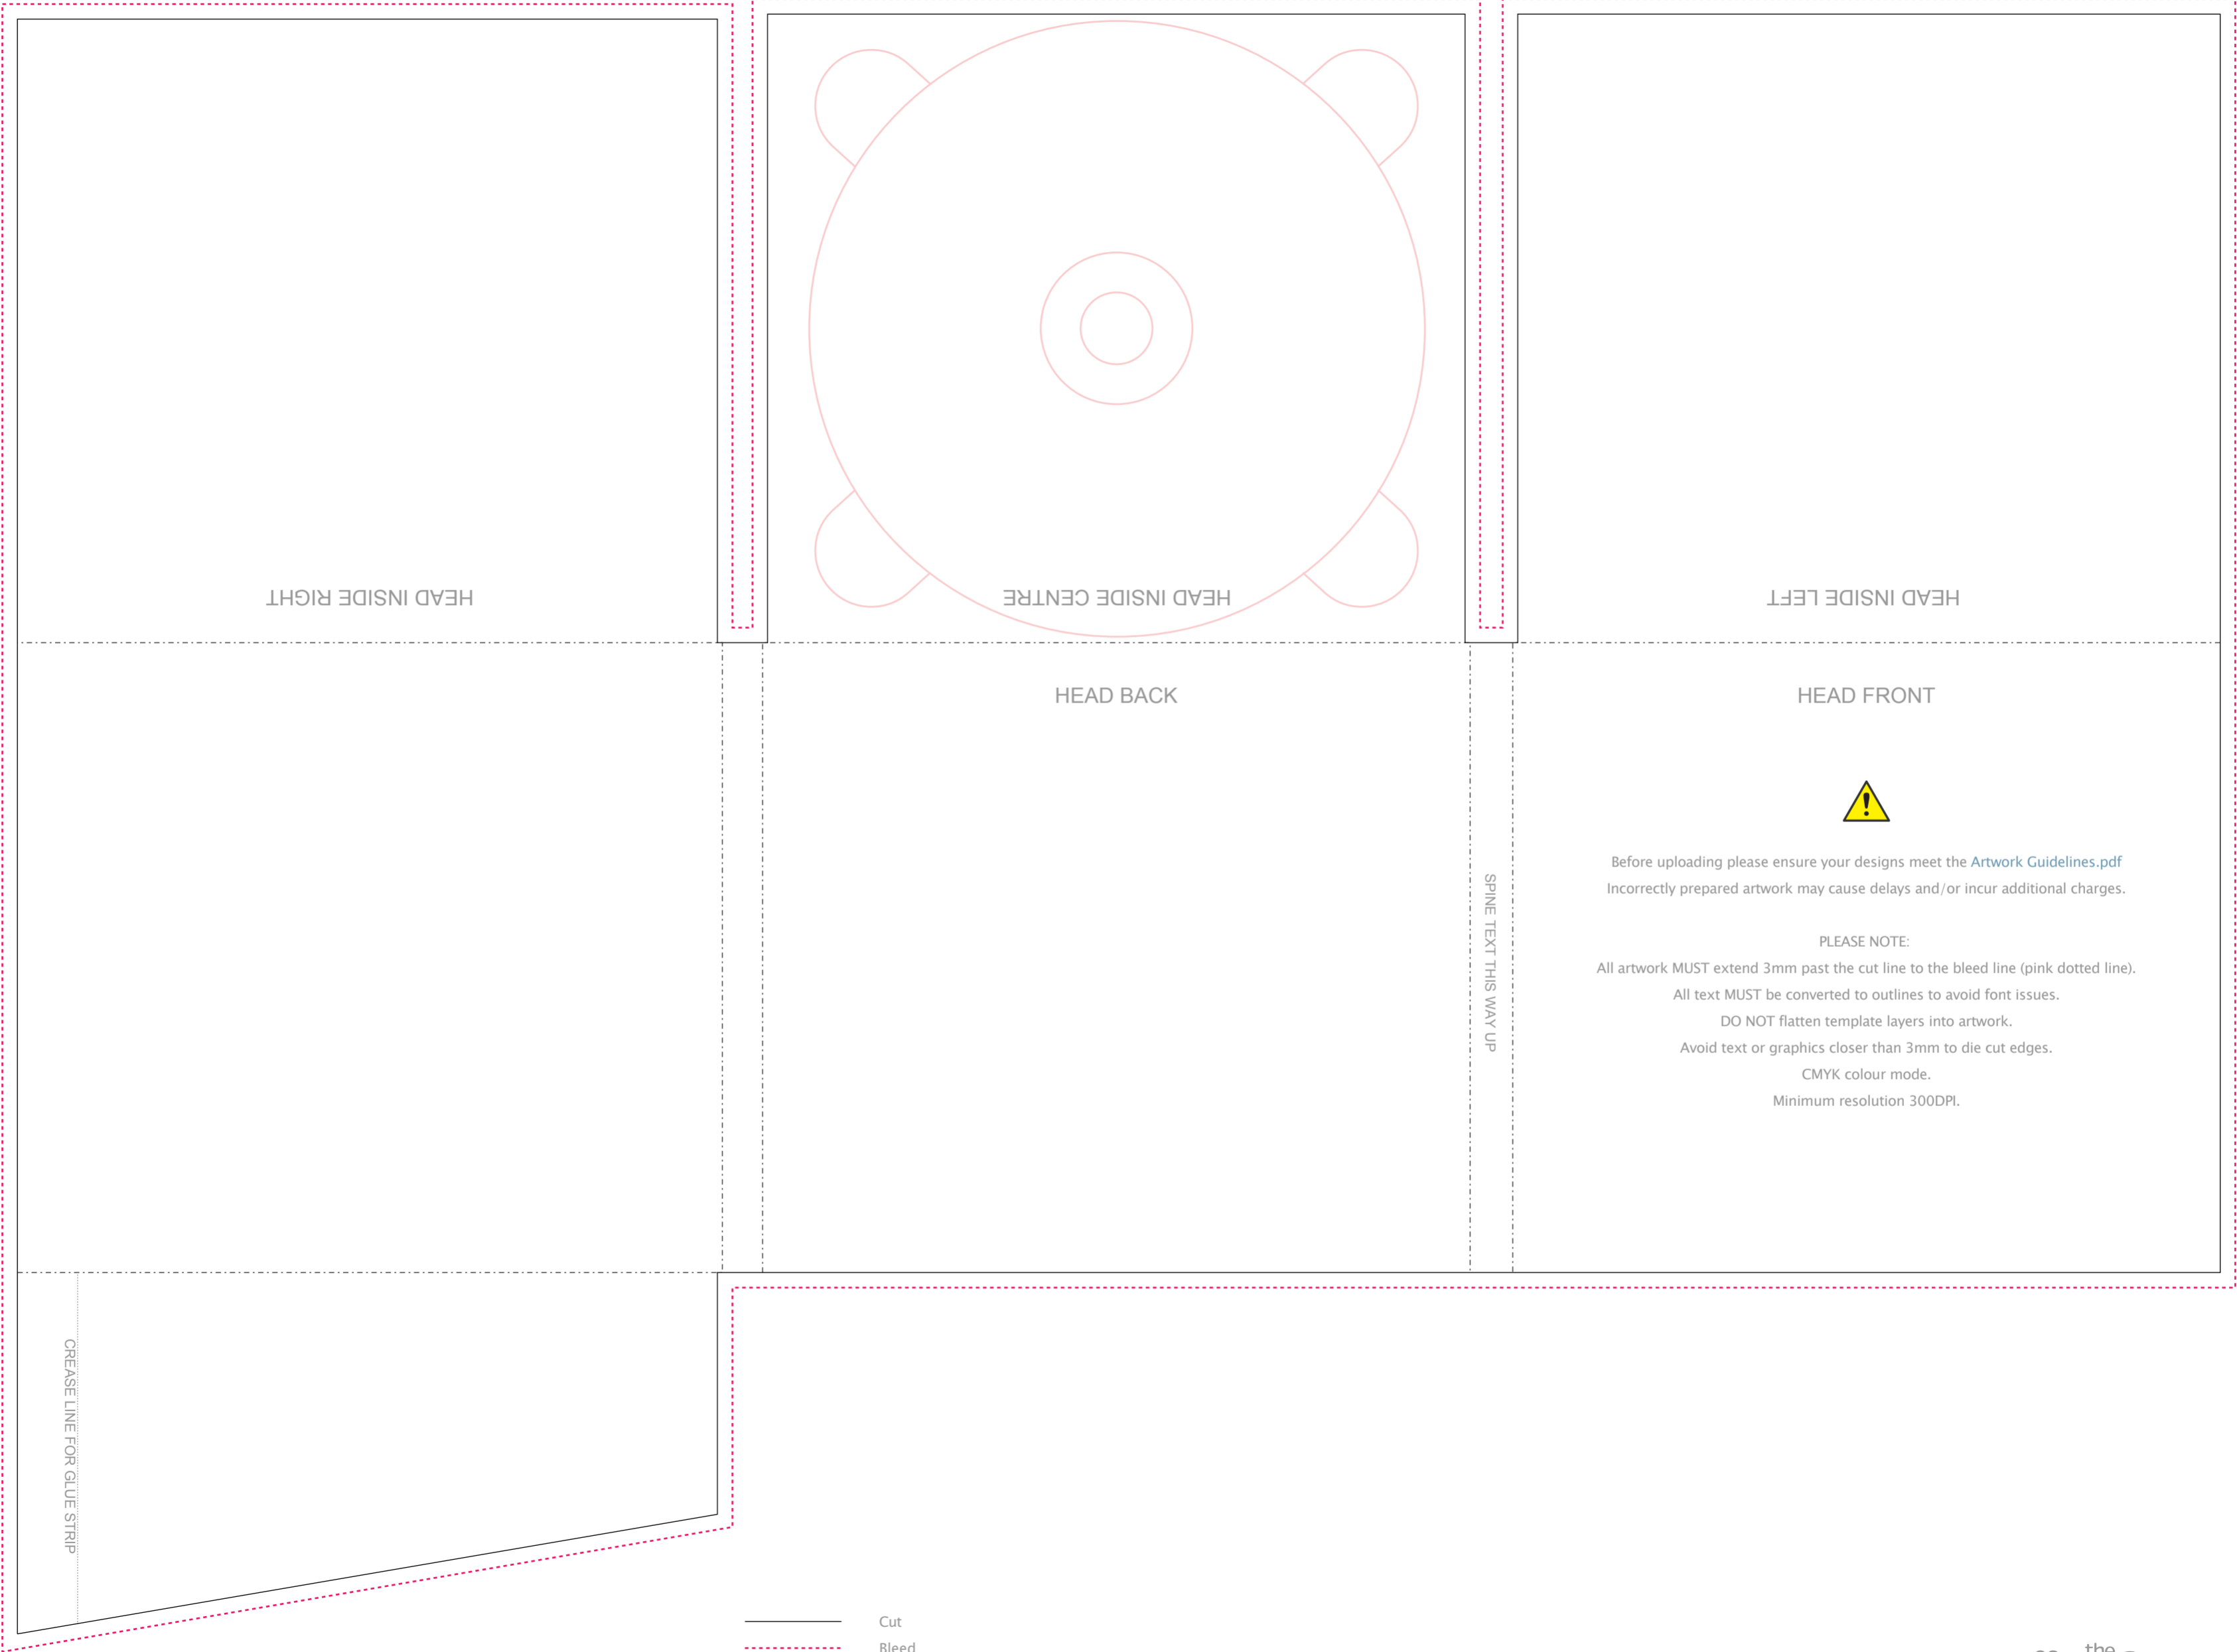 HEAD INSIDE RIGHT
HEAD INSIDE CENTRE
HEAD INSIDE LEFT
HEAD BACK
HEAD FRONT
SPINE TEXT THIS WAY UP
Before uploading please ensure your designs meet the Artwork Guidelines.pdf
Incorrectly prepared artwork may cause delays and/or incur additional charges.
PLEASE NOTE:
All artwork MUST extend 3mm past the cut line to the bleed line (pink dotted line).
All text MUST be converted to outlines to avoid font issues.
DO NOT flatten template layers into artwork.
Avoid text or graphics closer than 3mm to die cut edges.
CMYK colour mode.
Minimum resolution 300DPI.
CREASE LINE FOR GLUE STRIP
Cut
Bleed
the